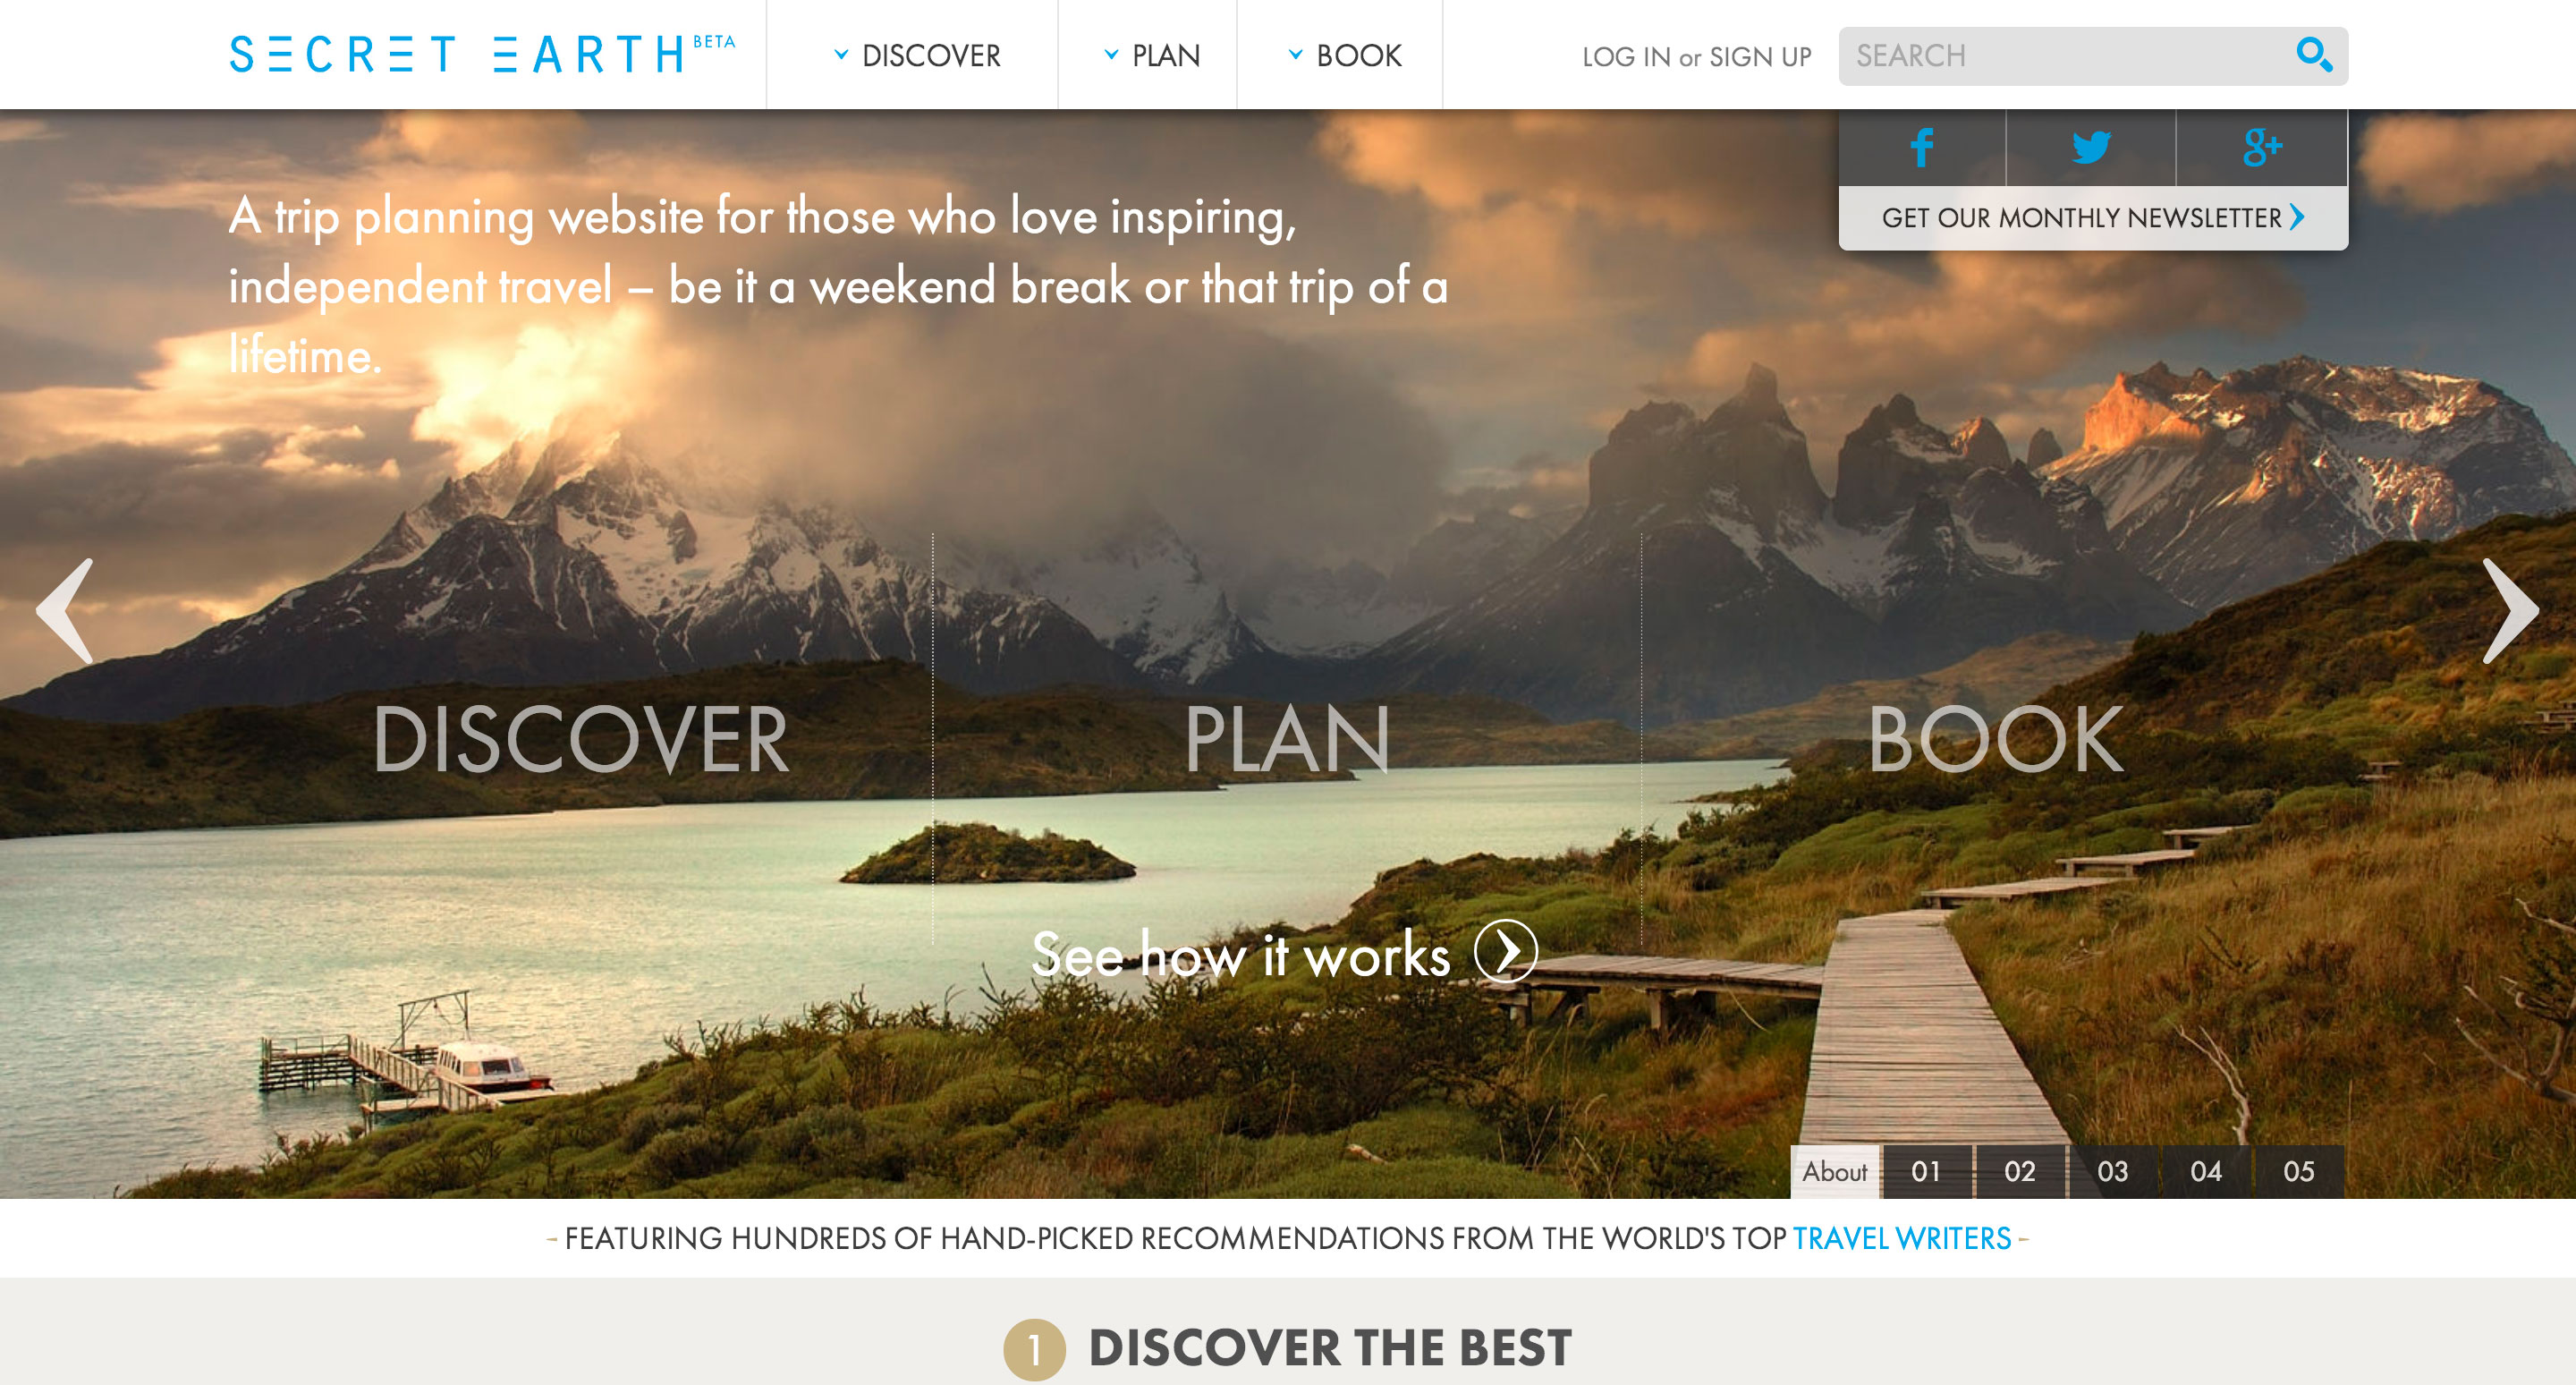 SECRET EARTH BETA
DISCOVER
PLAN
BOOK
LOG IN or SIGN UP
SEARCH
f
g+
GET OUR MONTHLY NEWSLETTER
A trip planning website for those who love inspiring,
independent travel – be it a weekend break or that trip of a
lifetime.
DISCOVER
PLAN
BOOK
See how it works
About
01
02
03
04
05
- FEATURING HUNDREDS OF HAND-PICKED RECOMMENDATIONS FROM THE WORLD'S TOP TRAVEL WRITERS -
1 DISCOVER THE BEST